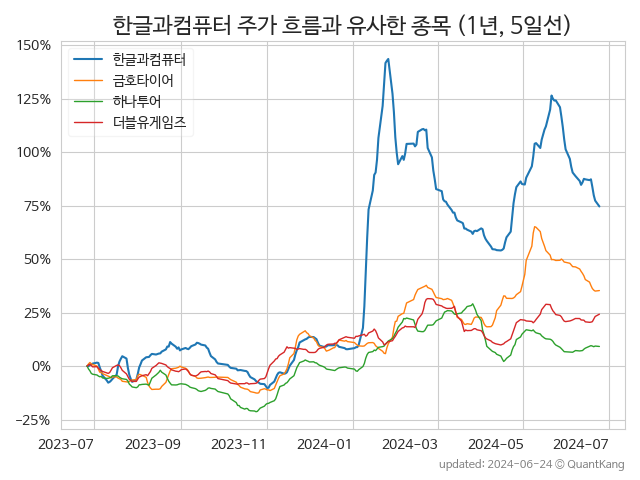 한글과컴퓨터 주가 흐름과 유사한 종목 (1년, 5일선)
150%
125%
100%
75%
50%
25%
0%
−25%
한글과컴퓨터
금호타이어
하나투어
더블유게임즈
2023-07 2023-09 2023-11 2024-01 2024-03 2024-05 2024-07
updated: 2024-06-24 © QuantKang